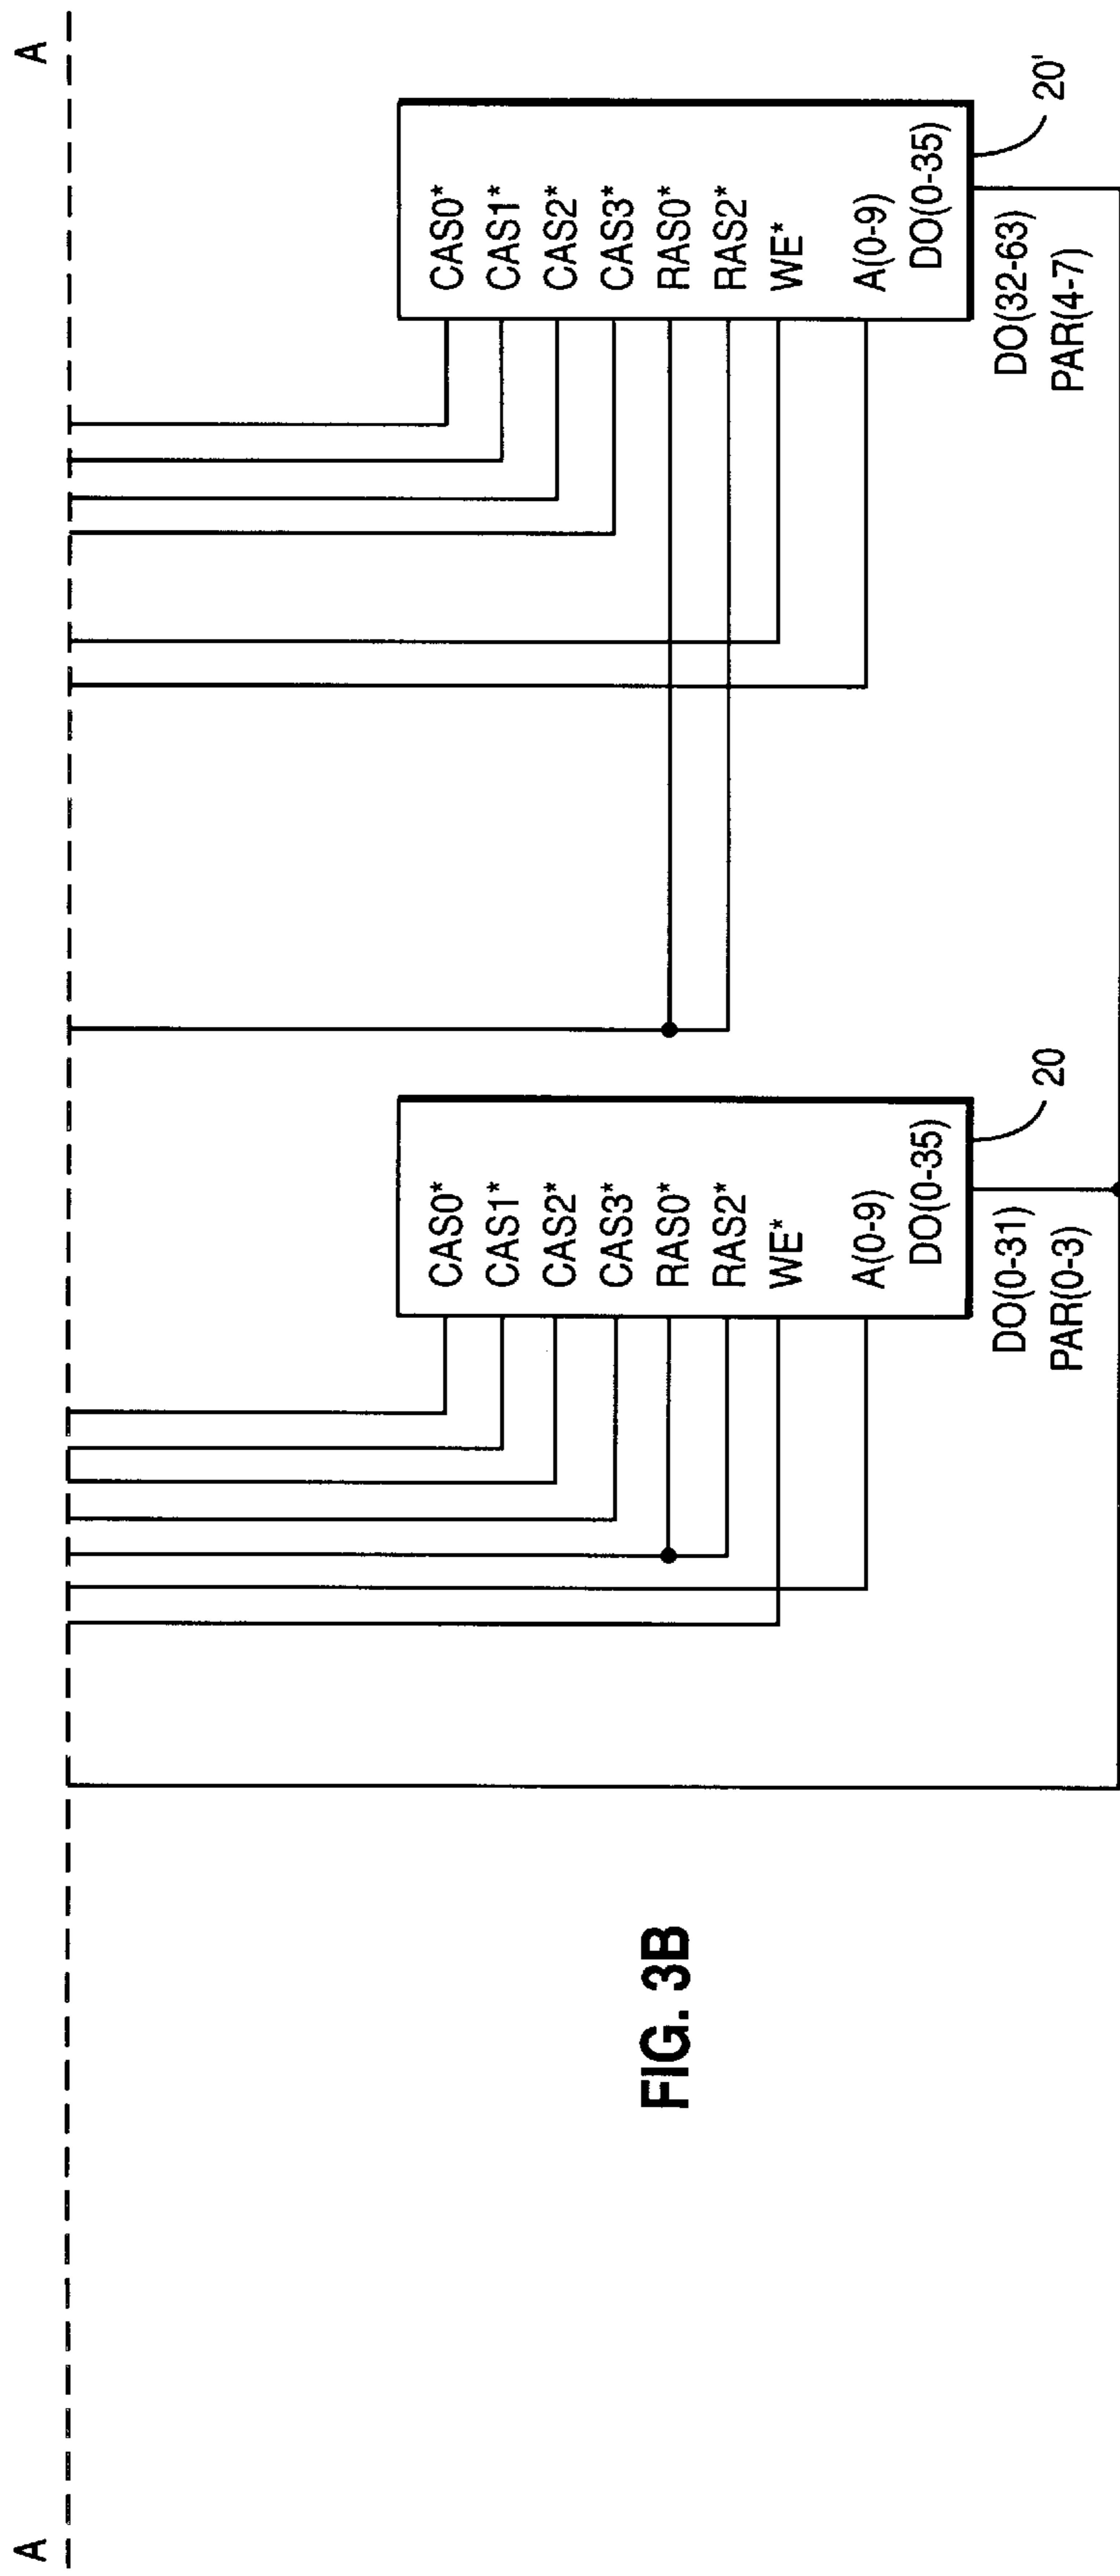 A
A
CAS0*
CAS1*
CAS2*
CAS3*
RAS0*
RAS2*
WE*
A(0-9)
DO(0-35)
20
DO(0-31)
PAR(0-3)
CAS0*
CAS1*
CAS2*
CAS3*
RAS0*
RAS2*
WE*
A(0-9)
DO(0-35)
20'
DO(32-63)
PAR(4-7)
FIG. 3B